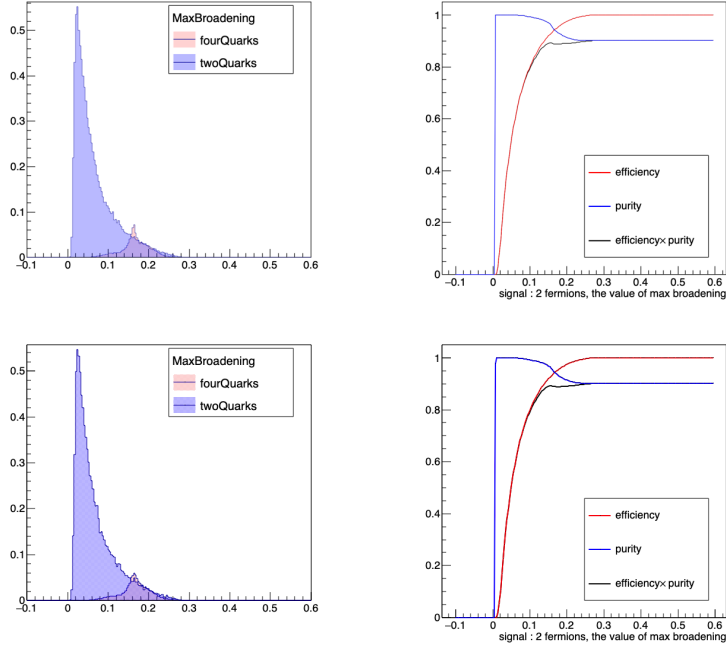 MaxBroadening
fourQuarks
twoQuarks
0.5
0.4
0.3
0.2
0.1
0
−0.1 0 0.1 0.2 0.3 0.4 0.5 0.6
1
0.8
0.6
0.4
0.2
0
efficiency
purity
efficiency× purity
−0.1 0 0.1 0.2 0.3 0.4 0.5 0.6
signal : 2 fermions, the value of max broadening
MaxBroadening
fourQuarks
twoQuarks
0.5
0.4
0.3
0.2
0.1
0
−0.1 0 0.1 0.2 0.3 0.4 0.5 0.6
1
0.8
0.6
0.4
0.2
0
efficiency
purity
efficiency× purity
−0.1 0 0.1 0.2 0.3 0.4 0.5 0.6
signal : 2 fermions, the value of max broadening